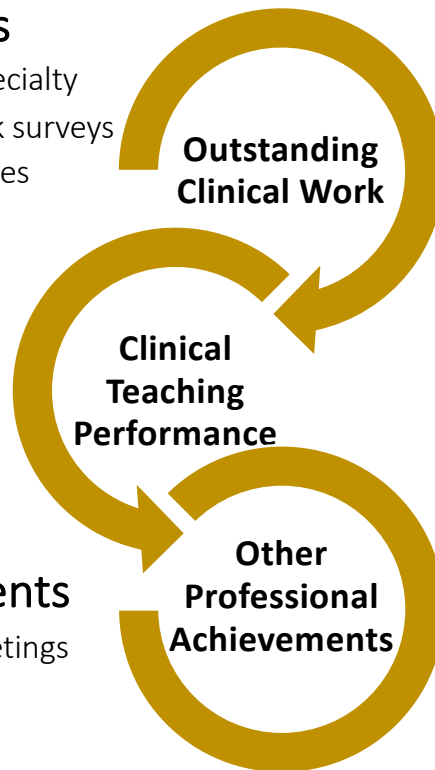 s
ecialty
k surveys
es
Outstanding
Clinical Work
Clinical
Teaching
Performance
ents
etings
Other
Professional
Achievements